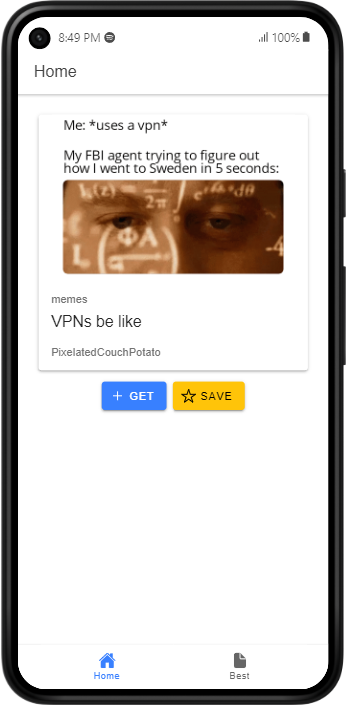 8:49 PM 100%
Home
Me: *uses a vpn*
My FBI agent trying to figure out
how I went to Sweden in 5 seconds:
memes
VPNs be like
PixelatedCouchPotato
+ GET
SAVE
Home
Best